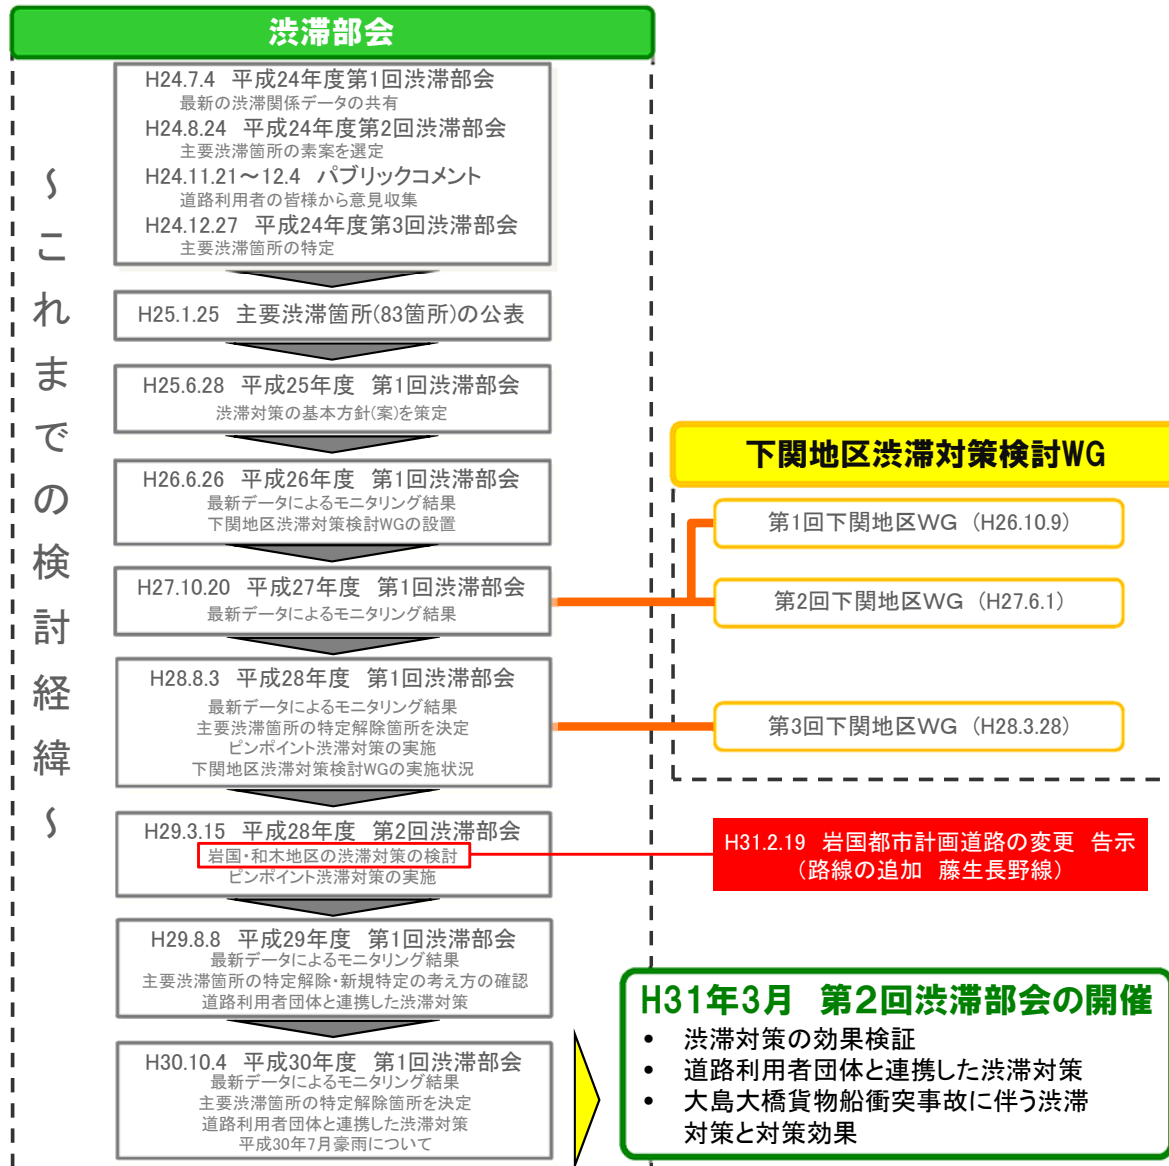 渋滞部会
～これまでの検討経緯～
H24.7.4 平成24年度第1回渋滞部会
最新の渋滞関係データの共有
H24.8.24 平成24年度第2回渋滞部会
主要渋滞箇所の素案を選定
H24.11.21～12.4 パブリックコメント
道路利用者の皆様から意見収集
H24.12.27 平成24年度第3回渋滞部会
主要渋滞箇所の特定
H25.1.25 主要渋滞箇所(83箇所)の公表
H25.6.28 平成25年度 第1回渋滞部会
渋滞対策の基本方針(案)を策定
H26.6.26 平成26年度 第1回渋滞部会
最新データによるモニタリング結果
下関地区渋滞対策検討WGの設置
H27.10.20 平成27年度 第1回渋滞部会
最新データによるモニタリング結果
H28.8.3 平成28年度 第1回渋滞部会
最新データによるモニタリング結果
主要渋滞箇所の特定解除箇所を決定
ピンポイント渋滞対策の実施
下関地区渋滞対策検討WGの実施状況
H29.3.15 平成28年度 第2回渋滞部会
岩国・和木地区の渋滞対策の検討
ピンポイント渋滞対策の実施
H29.8.8 平成29年度 第1回渋滞部会
最新データによるモニタリング結果
主要渋滞箇所の特定解除・新規特定の考え方の確認
道路利用者団体と連携した渋滞対策
H30.10.4 平成30年度 第1回渋滞部会
最新データによるモニタリング結果
主要渋滞箇所の特定解除箇所を決定
道路利用者団体と連携した渋滞対策
平成30年7月豪雨について
下関地区渋滞対策検討WG
第1回下関地区WG (H26.10.9)
第2回下関地区WG (H27.6.1)
第3回下関地区WG (H28.3.28)
H31.2.19 岩国都市計画道路の変更 告示
(路線の追加 藤生長野線)
H31年3月 第2回渋滞部会の開催
• 渋滞対策の効果検証
• 道路利用者団体と連携した渋滞対策
• 大島大橋貨物船衝突事故に伴う渋滞
対策と対策効果